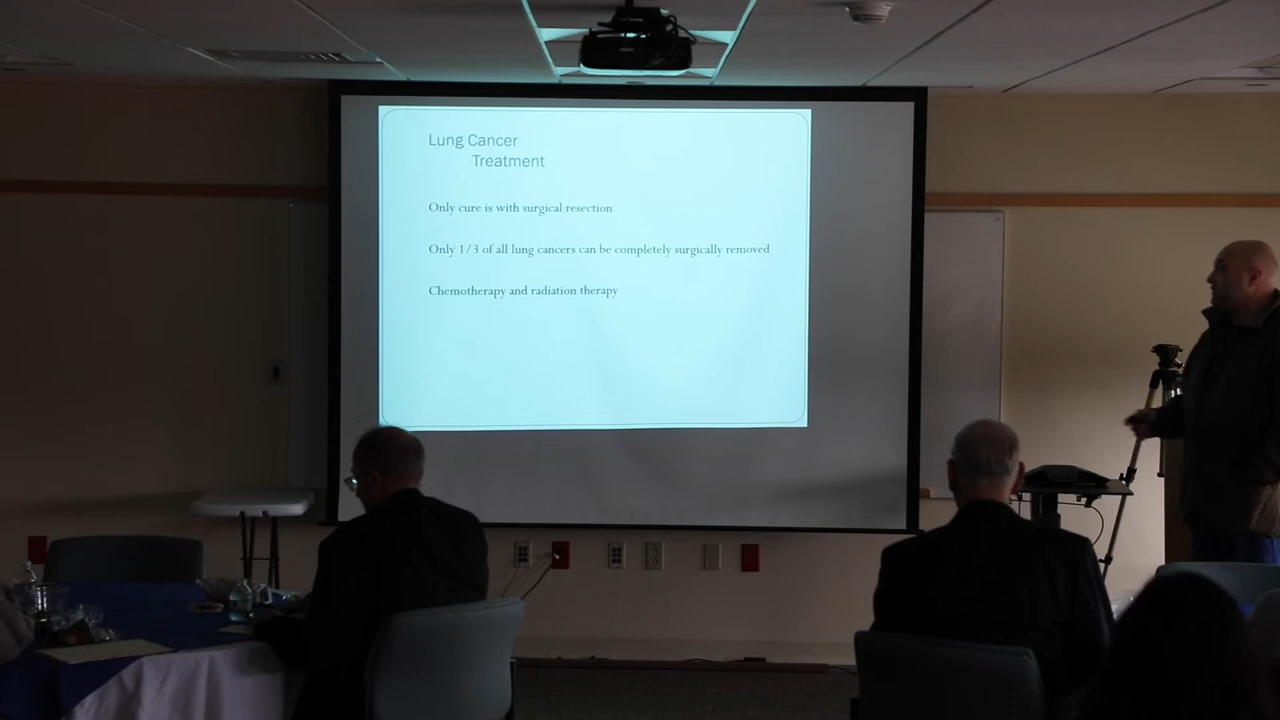 Lung Cancer
Treatment
Only cure is with surgical resection
Only 1/3 of all lung cancers can be completely surgically removed
Chemotherapy and radiation therapy